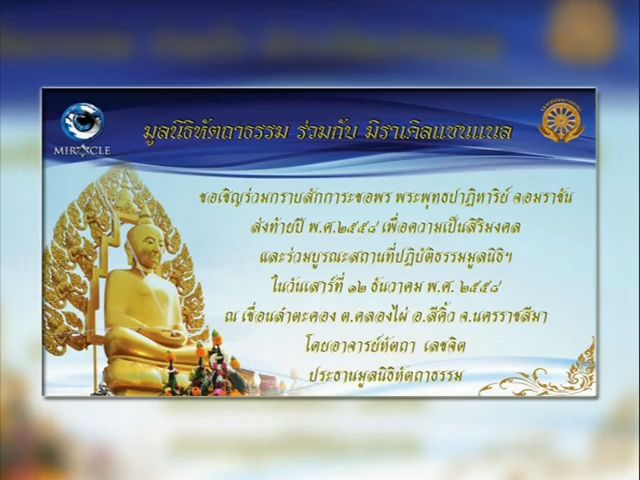 มูลนิธิหัตถาธรรม ร่วมกับ มิราเคิลแชนแนล
MIRACLE
ขอเชิญร่วมกราบสักการะขอพร พระพุทธปาฏิหาริย์ จอมราชัน
ส่งท้ายปี พ.ศ.๒๕๕๘ เพื่อความเป็นสิริมงคล
และร่วมบูรณะสถานที่ปฏิบัติธรรมมูลนิธิฯ
ในวันเสาร์ที่ ๑๒ ธันวาคม พ.ศ. ๒๕๕๘
ณ เขื่อนลำตะคอง ต.คลองไผ่ อ.สีคิ้ว จ.นครราชสีมา
โดยอาจารย์หัตถา เลขจิต
ประธานมูลนิธิหัตถาธรรม